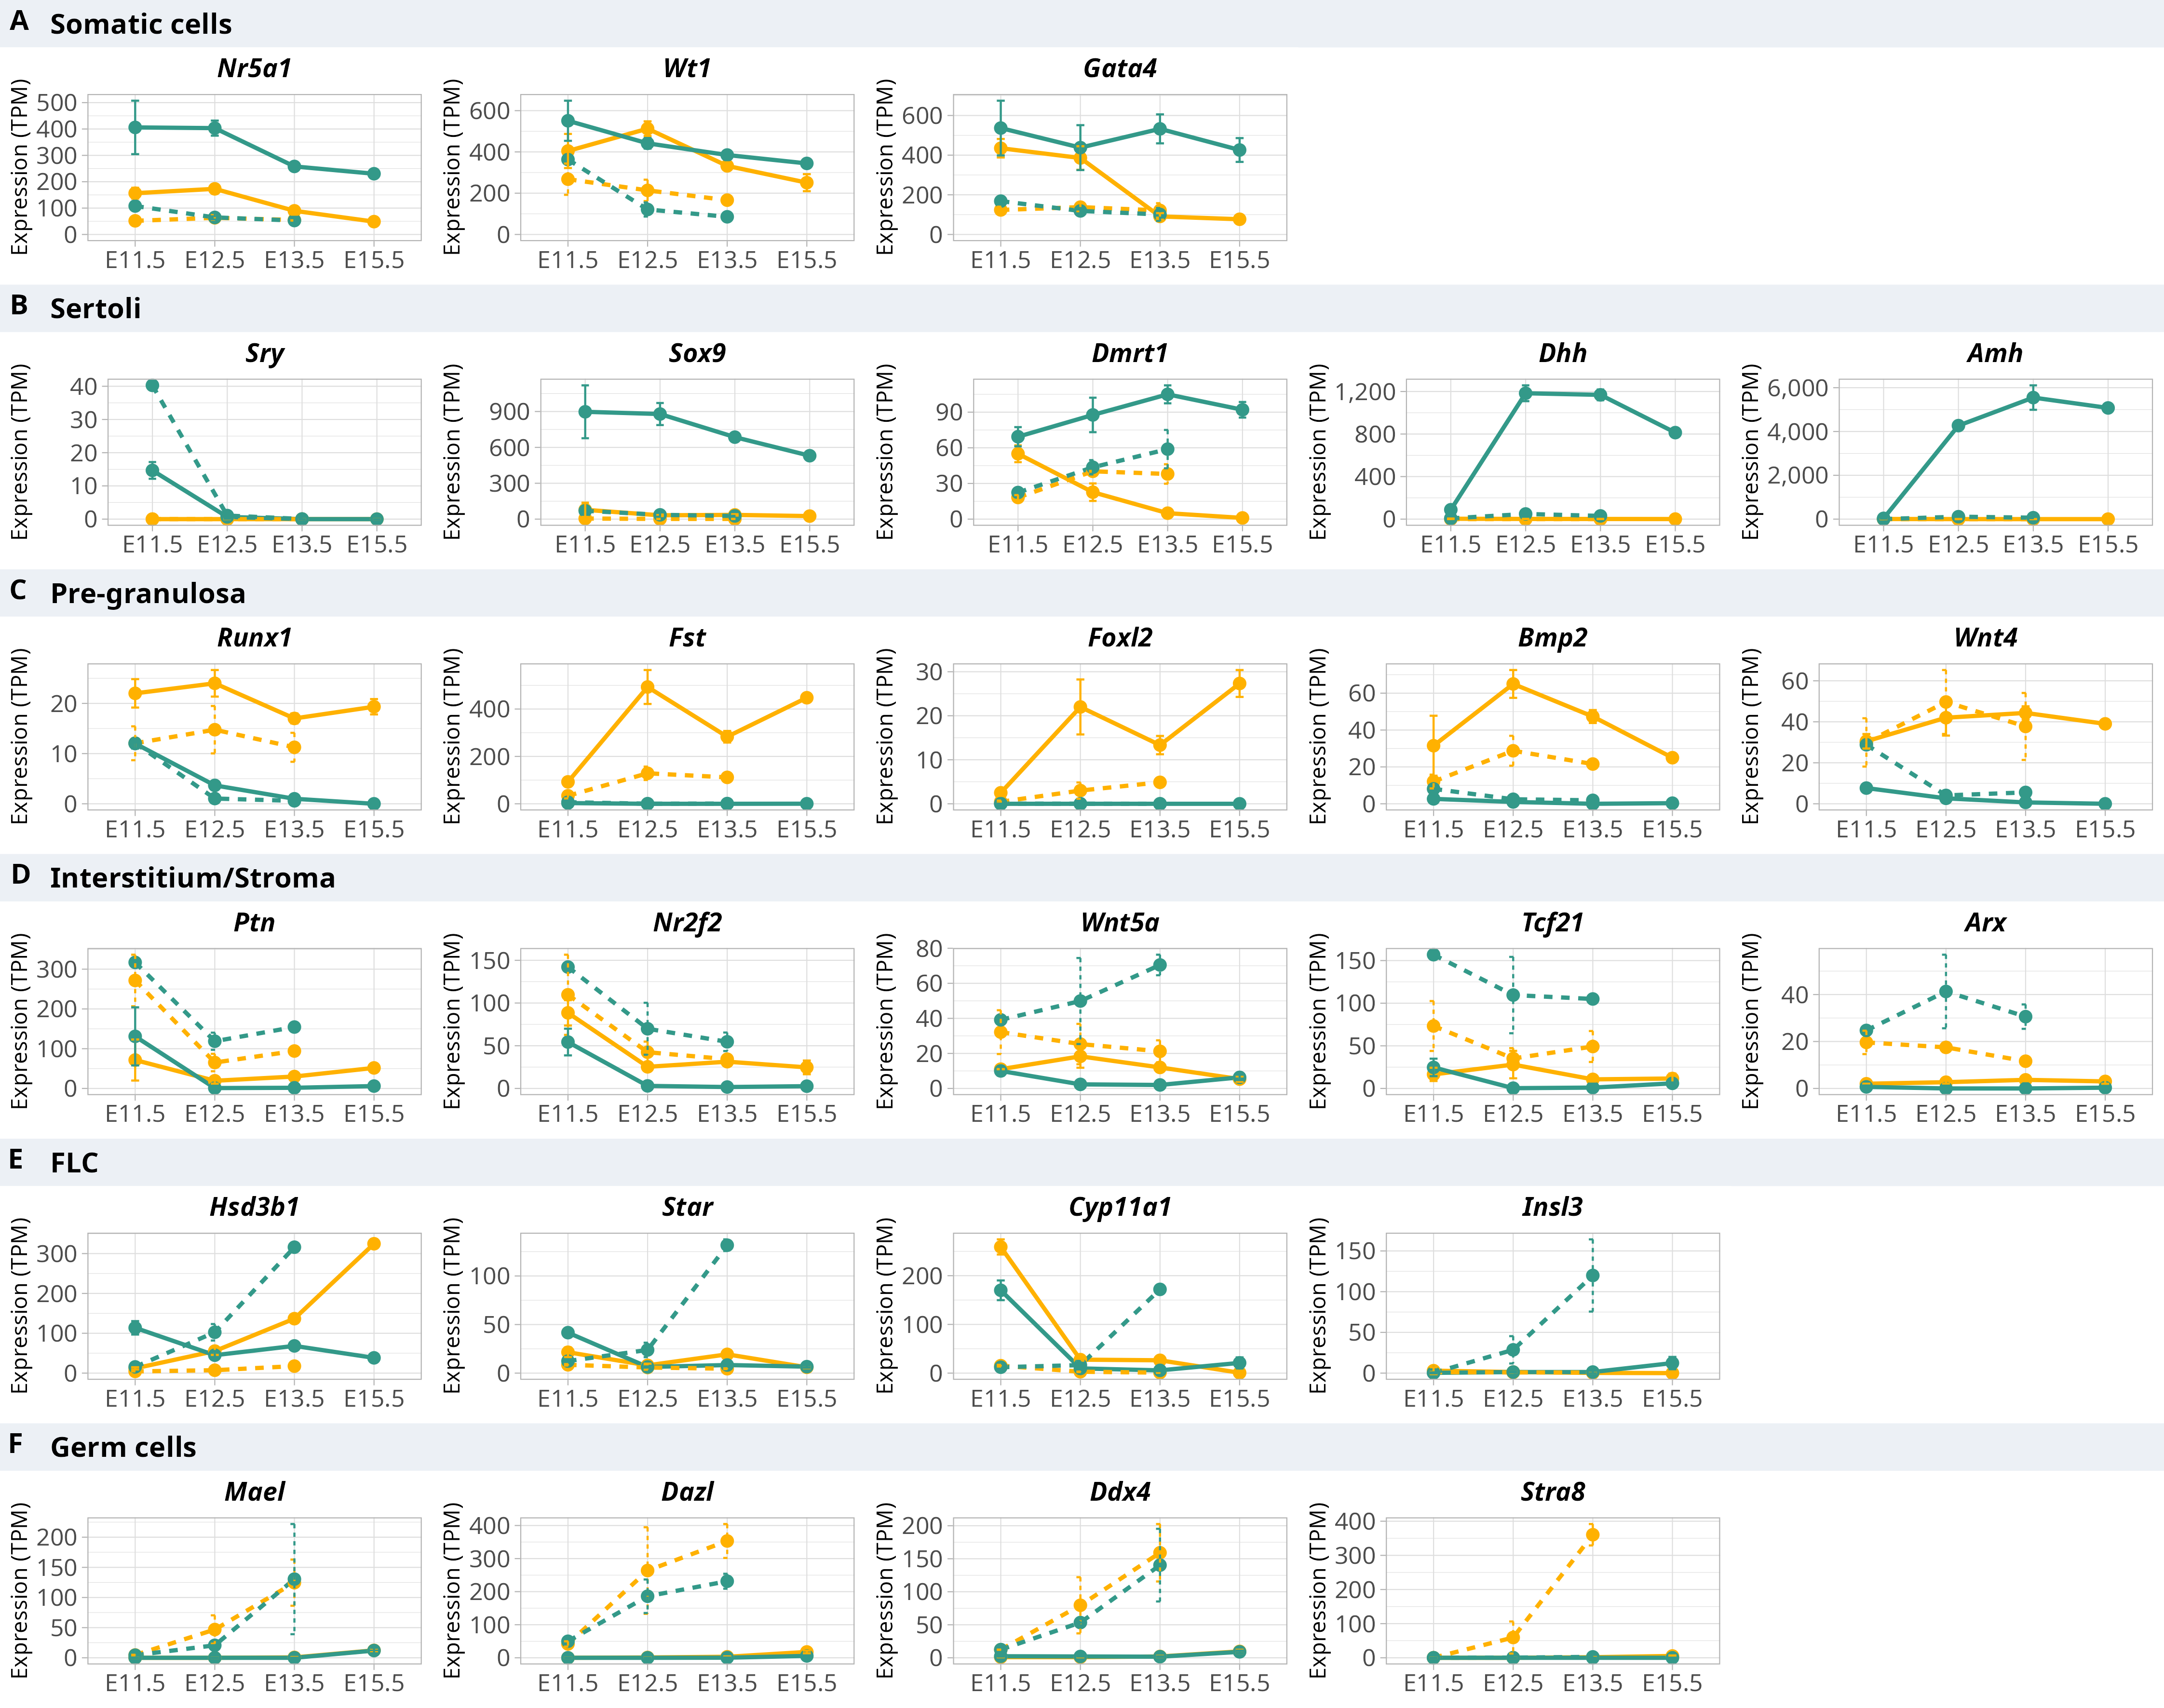 A Somatic cells
Nr5a1 Wt1 Gata4
Expression (TPM) 500 400 300 200 100 0 Expression (TPM) 600 400 200 0 Expression (TPM) 600 400 200 0
E11.5 E12.5 E13.5 E15.5 E11.5 E12.5 E13.5 E15.5 E11.5 E12.5 E13.5 E15.5
B Sertoli
Sry Sox9 Dmrt1 Dhh Amh
Expression (TPM) 40 30 20 10 0 Expression (TPM) 900 600 300 0 Expression (TPM) 90 60 30 0 Expression (TPM) 1,200 800 400 0 Expression (TPM) 6,000 4,000 2,000 0
E11.5 E12.5 E13.5 E15.5 E11.5 E12.5 E13.5 E15.5 E11.5 E12.5 E13.5 E15.5 E11.5 E12.5 E13.5 E15.5 E11.5 E12.5 E13.5 E15.5
C Pre-granulosa
Runx1 Fst Foxl2 Bmp2 Wnt4
Expression (TPM) 20 10 0 Expression (TPM) 400 200 0 Expression (TPM) 30 20 10 0 Expression (TPM) 60 40 20 0 Expression (TPM) 60 40 20 0
E11.5 E12.5 E13.5 E15.5 E11.5 E12.5 E13.5 E15.5 E11.5 E12.5 E13.5 E15.5 E11.5 E12.5 E13.5 E15.5 E11.5 E12.5 E13.5 E15.5
D Interstitium/Stroma
Ptn Nr2f2 Wnt5a Tcf21 Arx
Expression (TPM) 300 200 100 0 Expression (TPM) 150 100 50 0 Expression (TPM) 80 60 40 20 0 Expression (TPM) 150 100 50 0 Expression (TPM) 40 20 0
E11.5 E12.5 E13.5 E15.5 E11.5 E12.5 E13.5 E15.5 E11.5 E12.5 E13.5 E15.5 E11.5 E12.5 E13.5 E15.5 E11.5 E12.5 E13.5 E15.5
E FLC
Hsd3b1 Star Cyp11a1 Insl3
Expression (TPM) 300 200 100 0 Expression (TPM) 100 50 0 Expression (TPM) 200 100 0 Expression (TPM) 150 100 50 0
E11.5 E12.5 E13.5 E15.5 E11.5 E12.5 E13.5 E15.5 E11.5 E12.5 E13.5 E15.5 E11.5 E12.5 E13.5 E15.5
F Germ cells
Mael Dazl Ddx4 Stra8
Expression (TPM) 200 150 100 50 0 Expression (TPM) 400 300 200 100 0 Expression (TPM) 200 150 100 50 0 Expression (TPM) 400 300 200 100 0
E11.5 E12.5 E13.5 E15.5 E11.5 E12.5 E13.5 E15.5 E11.5 E12.5 E13.5 E15.5 E11.5 E12.5 E13.5 E15.5